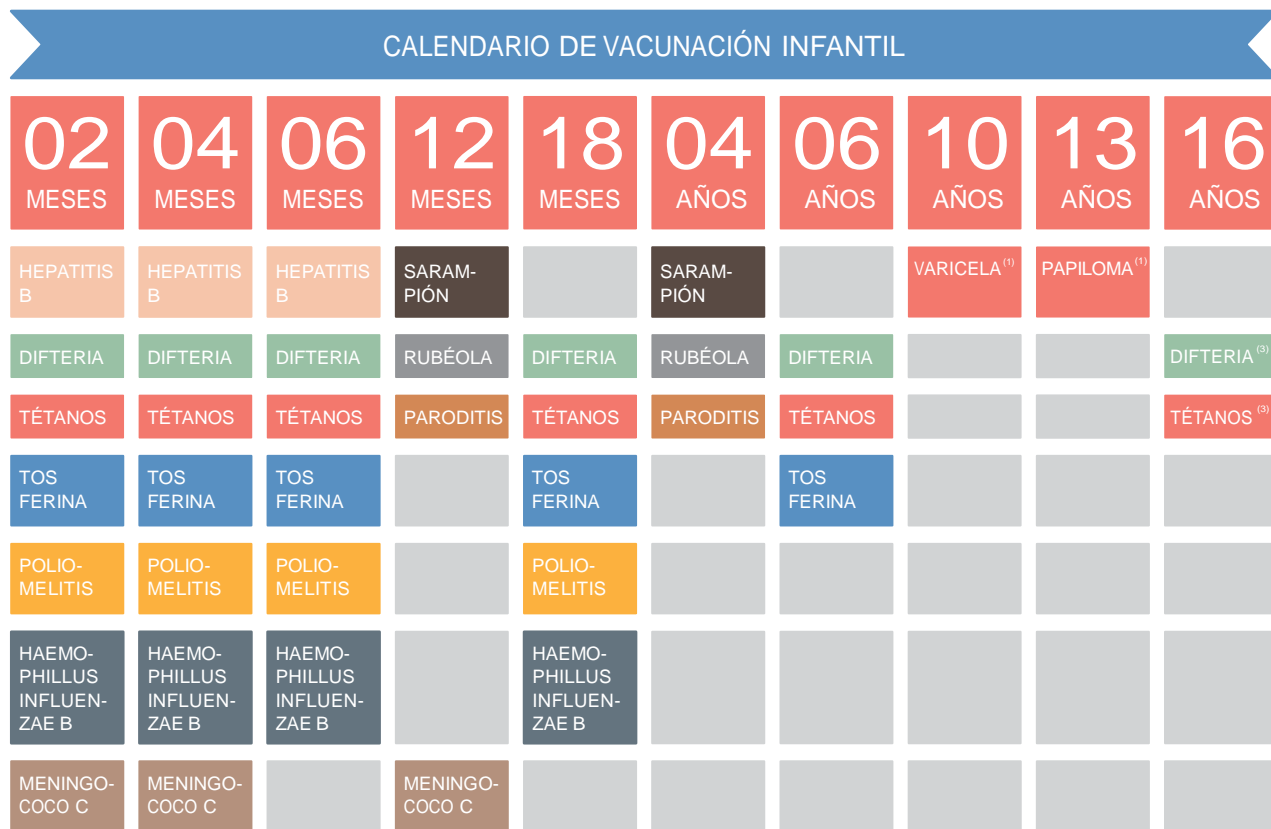 CALENDARIO DE VACUNACIÓN INFANTIL
02 04 06 12 18 04 06 10 13 16
MESES MESES MESES MESES MESES AÑOS AÑOS AÑOS AÑOS AÑOS
HEPATITIS B HEPATITIS B HEPATITIS B SARAM-PIÓN SARAM-PIÓN VARICELA (1) PAPILOMA (1)
DIFTERIA DIFTERIA DIFTERIA RUBÉOLA DIFTERIA RUBÉOLA DIFTERIA DIFTERIA (3)
TÉTANOS TÉTANOS TÉTANOS PARODITIS TÉTANOS PARODITIS TÉTANOS TÉTANOS (3)
TOS FERINA TOS FERINA TOS FERINA TOS FERINA TOS FERINA
POLIO-MELITIS POLIO-MELITIS POLIO-MELITIS POLIO-MELITIS
HAEMO-PHILLUS INFLUEN-ZAE B HAEMO-PHILLUS INFLUEN-ZAE B HAEMO-PHILLUS INFLUEN-ZAE B HAEMO-PHILLUS INFLUEN-ZAE B
MENINGO-COCO C MENINGO-COCO C MENINGO-COCO C